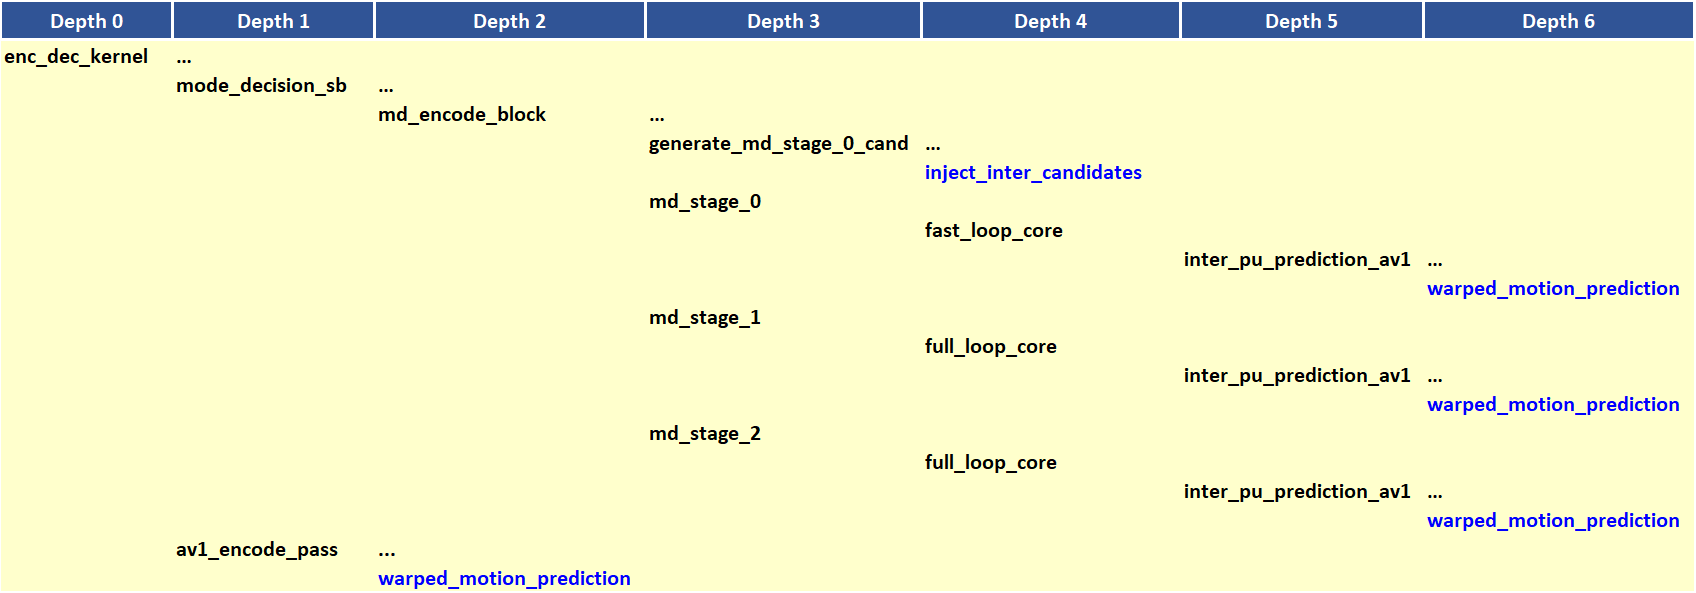 Depth 0 Depth 1 Depth 2 Depth 3 Depth 4 Depth 5 Depth 6
enc_dec_kernel ...
mode_decision_sb ...
md_encode_block ...
generate_md_stage_0_cand ...
inject_inter_candidates
md_stage_0
fast_loop_core
inter_pu_prediction_av1 ...
warped_motion_prediction
md_stage_1
full_loop_core
inter_pu_prediction_av1 ...
warped_motion_prediction
md_stage_2
full_loop_core
inter_pu_prediction_av1 ...
warped_motion_prediction
av1_encode_pass ...
warped_motion_prediction